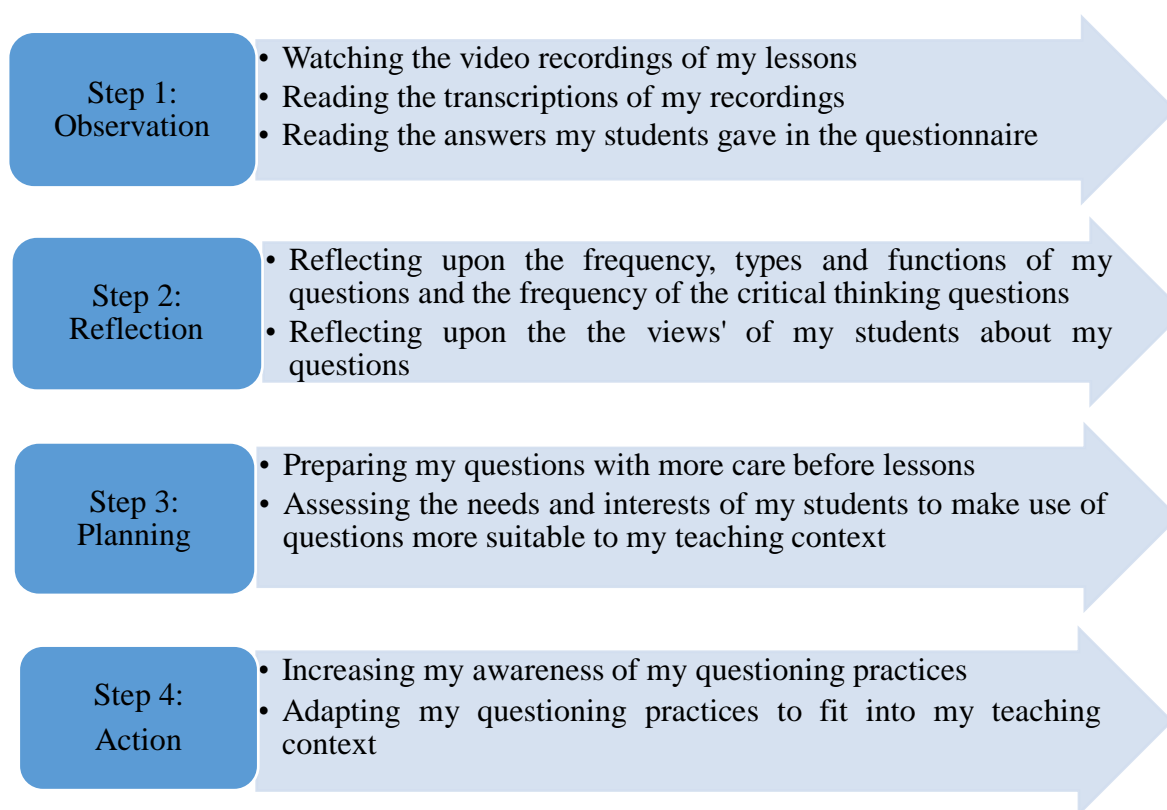 Step 1:
Observation
• Watching the video recordings of my lessons
• Reading the transcriptions of my recordings
• Reading the answers my students gave in the questionnaire
Step 2:
Reflection
• Reflecting upon the frequency, types and functions of my
questions and the frequency of the critical thinking questions
• Reflecting upon the the views' of my students about my
questions
Step 3:
Planning
• Preparing my questions with more care before lessons
• Assessing the needs and interests of my students to make use of
questions more suitable to my teaching context
Step 4:
Action
• Increasing my awareness of my questioning practices
• Adapting my questioning practices to fit into my teaching
context